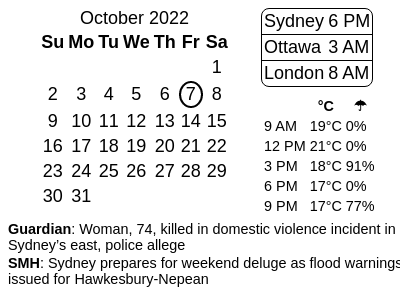 October 2022
Su Mo Tu We Th Fr Sa
1
2 3 4 5 6 7 8
9 10 11 12 13 14 15
16 17 18 19 20 21 22
23 24 25 26 27 28 29
30 31
Sydney 6 PM
Ottawa 3 AM
London 8 AM
°C ☂
9 AM 19°C 0%
12 PM 21°C 0%
3 PM 18°C 91%
6 PM 17°C 0%
9 PM 17°C 77%
Guardian: Woman, 74, killed in domestic violence incident in
Sydney’s east, police allege
SMH: Sydney prepares for weekend deluge as flood warnings
issued for Hawkesbury-Nepean